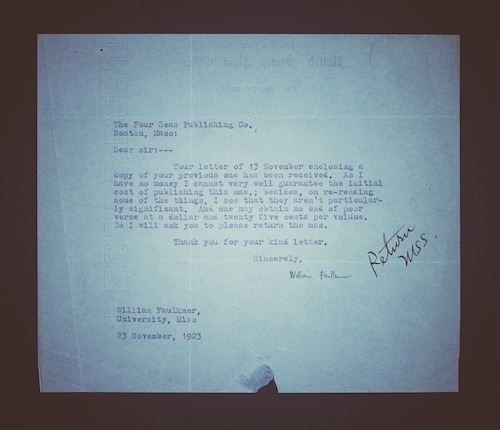 The Four Seas Publishing Co.
Boston, Mass:
Dear sir:---
Your letter of 13 November enclosing a
copy of your previous one has been received. As I
have no money I cannot very well guarantee the initial
cost of publishing this mss.; besides, on re-reading
some of the things, I see that they aren't particular-
ly significant. And one may obtain no end of poor
verse at a dollar and twenty five cents per volume.
So I will ask you to please return the mss.
Thank you for your kind letter.
Sincerely,
William Faulkner
Return
MSS.
William Faulkner,
University, Miss
23 November, 1923